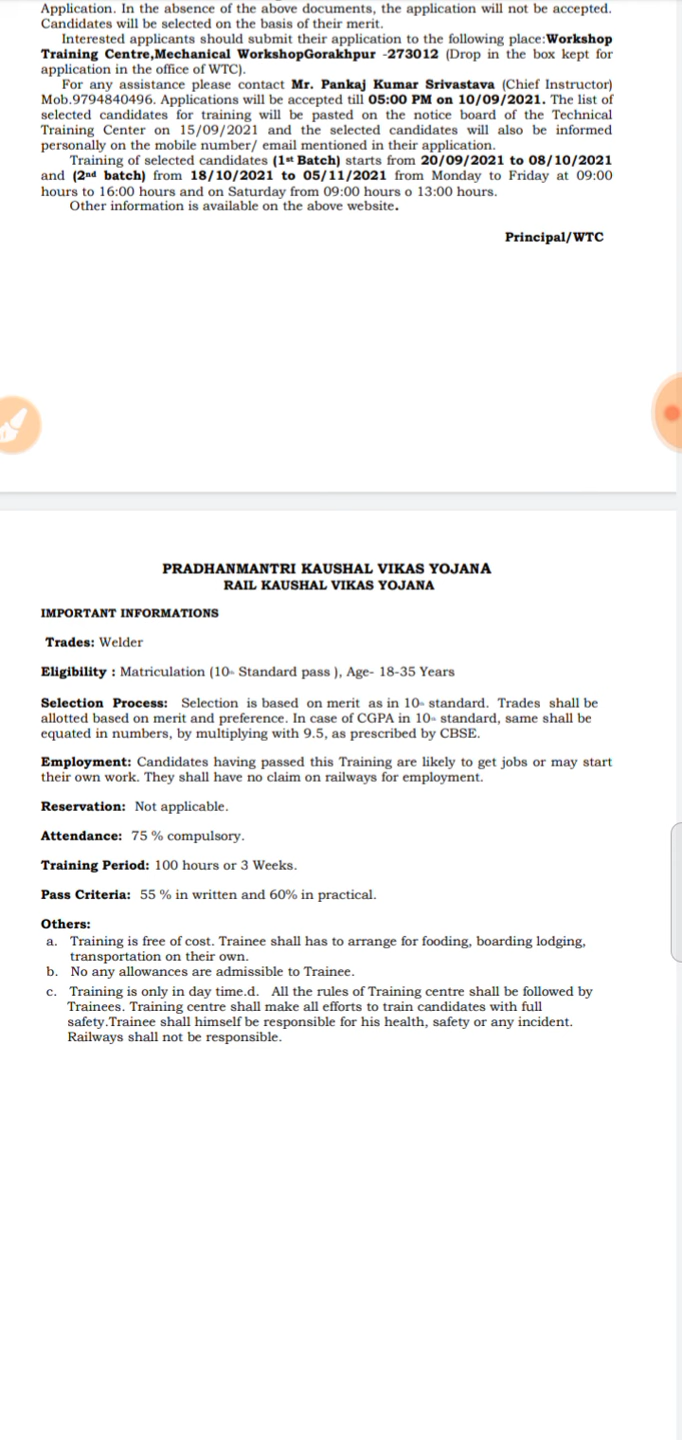 Application. In the absence of the above documents, the application will not be accepted.
Candidates will be selected on the basis of their merit.
Interested applicants should submit their application to the following place:Workshop
Training Centre,Mechanical WorkshopGorakhpur -273012 (Drop in the box kept for
application in the office of WTC).
For any assistance please contact Mr. Pankaj Kumar Srivastava (Chief Instructor)
Mob.9794840496. Applications will be accepted till 05:00 PM on 10/09/2021. The list of
selected candidates for training will be pasted on the notice board of the Technical
Training Center on 15/09/2021 and the selected candidates will also be informed
personally on the mobile number/ email mentioned in their application.
Training of selected candidates (1st Batch) starts from 20/09/2021 to 08/10/2021
and (2nd batch) from 18/10/2021 to 05/11/2021 from Monday to Friday at 09:00
hours to 16:00 hours and on Saturday from 09:00 hours o 13:00 hours.
Other information is available on the above website.
Principal/WTC
PRADHANMANTRI KAUSHAL VIKAS YOJANA
RAIL KAUSHAL VIKAS YOJANA
IMPORTANT INFORMATIONS
Trades: Welder
Eligibility : Matriculation (10th Standard pass ), Age- 18-35 Years
Selection Process: Selection is based on merit as in 10th standard. Trades shall be
allotted based on merit and preference. In case of CGPA in 10th standard, same shall be
equated in numbers, by multiplying with 9.5, as prescribed by CBSE.
Employment: Candidates having passed this Training are likely to get jobs or may start
their own work. They shall have no claim on railways for employment.
Reservation: Not applicable.
Attendance: 75 % compulsory.
Training Period: 100 hours or 3 Weeks.
Pass Criteria: 55 % in written and 60% in practical.
Others:
a. Training is free of cost. Trainee shall has to arrange for fooding, boarding lodging,
transportation on their own.
b. No any allowances are admissible to Trainee.
c. Training is only in day time.d. All the rules of Training centre shall be followed by
Trainees. Training centre shall make all efforts to train candidates with full
safety.Trainee shall himself be responsible for his health, safety or any incident.
Railways shall not be responsible.